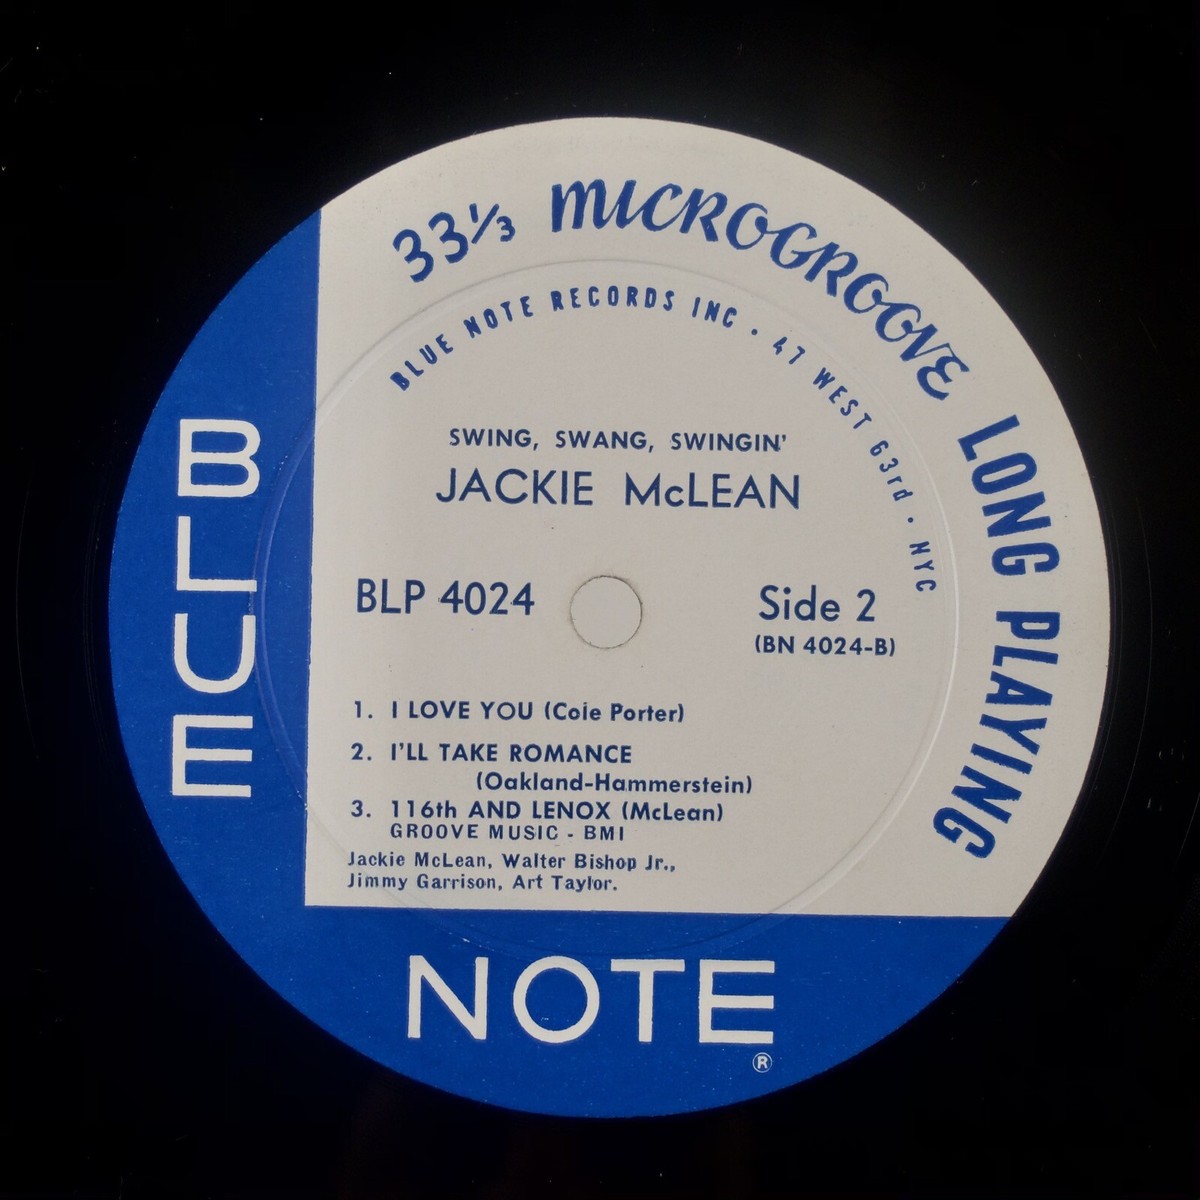 33⅓ MICROGROOVE LONG PLAYING
BLUE NOTE RECORDS INC · 47 WEST 63rd · NYC
SWING, SWANG, SWINGIN'
JACKIE McLEAN
BLP 4024
Side 2
(BN 4024-B)
1. I LOVE YOU (Cole Porter)
2. I'LL TAKE ROMANCE
(Oakland-Hammerstein)
3. 116th AND LENOX (McLean)
GROOVE MUSIC - BMI
Jackie McLean, Walter Bishop Jr.,
Jimmy Garrison, Art Taylor.
BLUE
NOTE
®